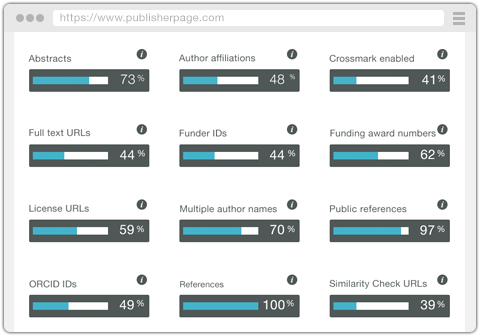 https://www.publisherpage.com
Abstracts
73 %
Author affiliations
48 %
Crossmark enabled
41 %
Full text URLs
44 %
Funder IDs
44 %
Funding award numbers
62 %
License URLs
59 %
Multiple author names
70 %
Public references
97 %
ORCID IDs
49 %
References
100 %
Similarity Check URLs
39 %